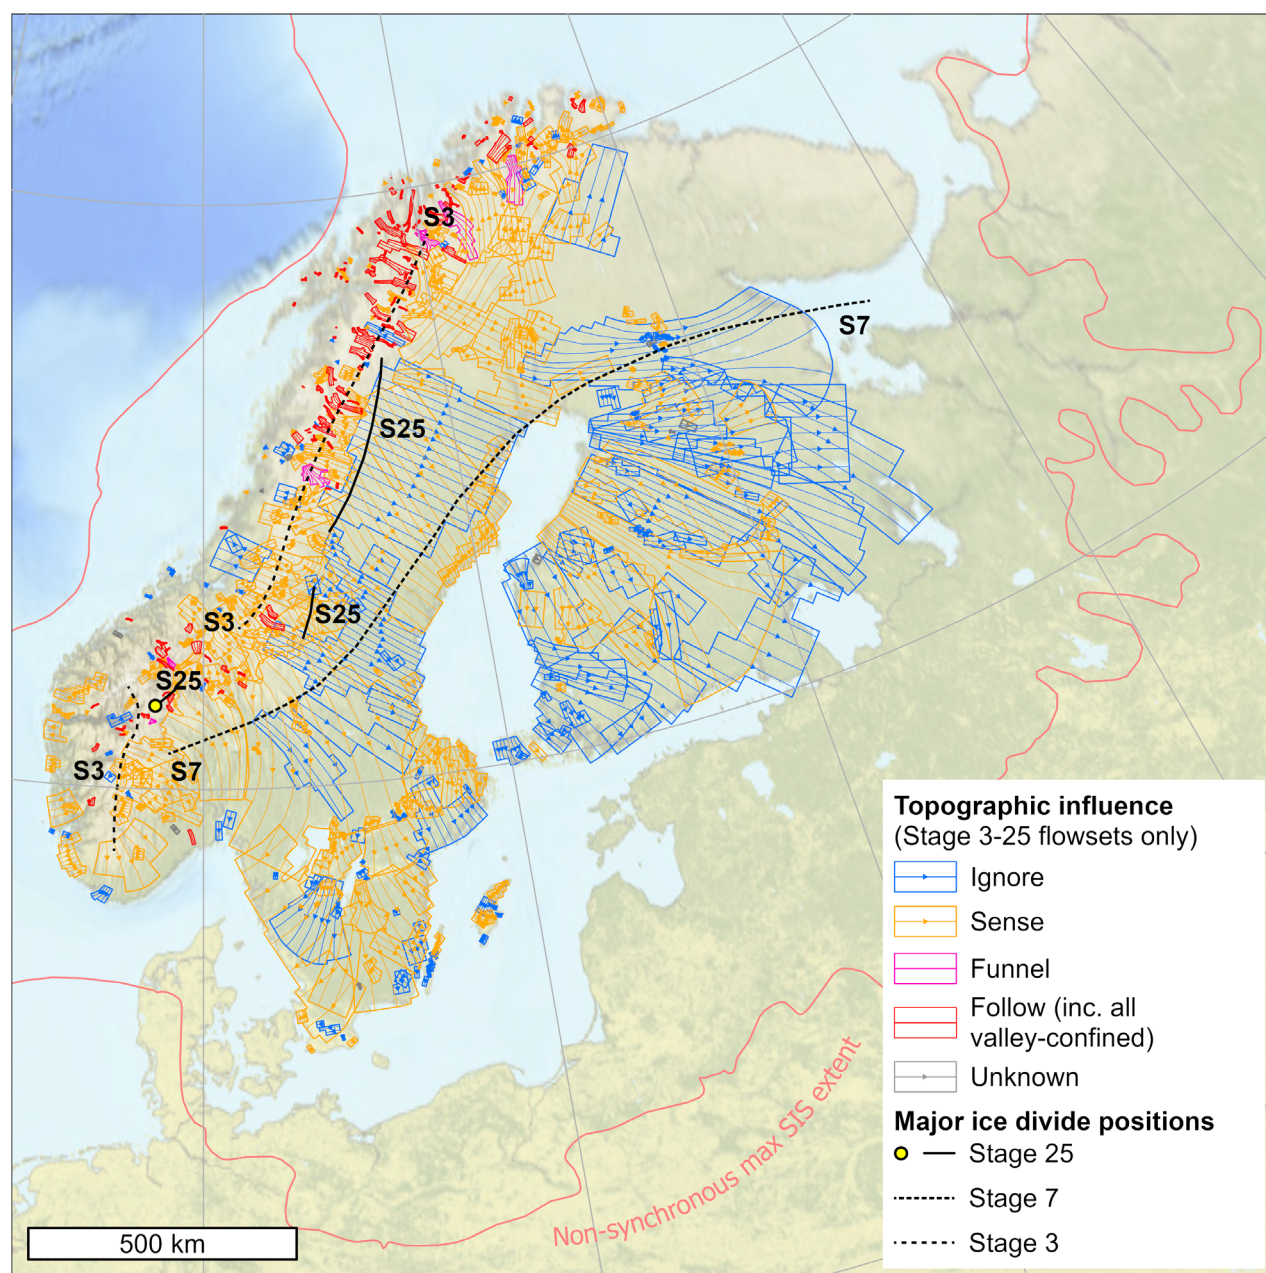 S3
S7
S25
S25
S3
S25
S3
S7
Topographic influence
(Stage 3-25 flowsets only)
Ignore
Sense
Funnel
Follow (inc. all
valley-confined)
Unknown
Major ice divide positions
Stage 25
Stage 7
Stage 3
Non-synchronous max SIS extent
500 km